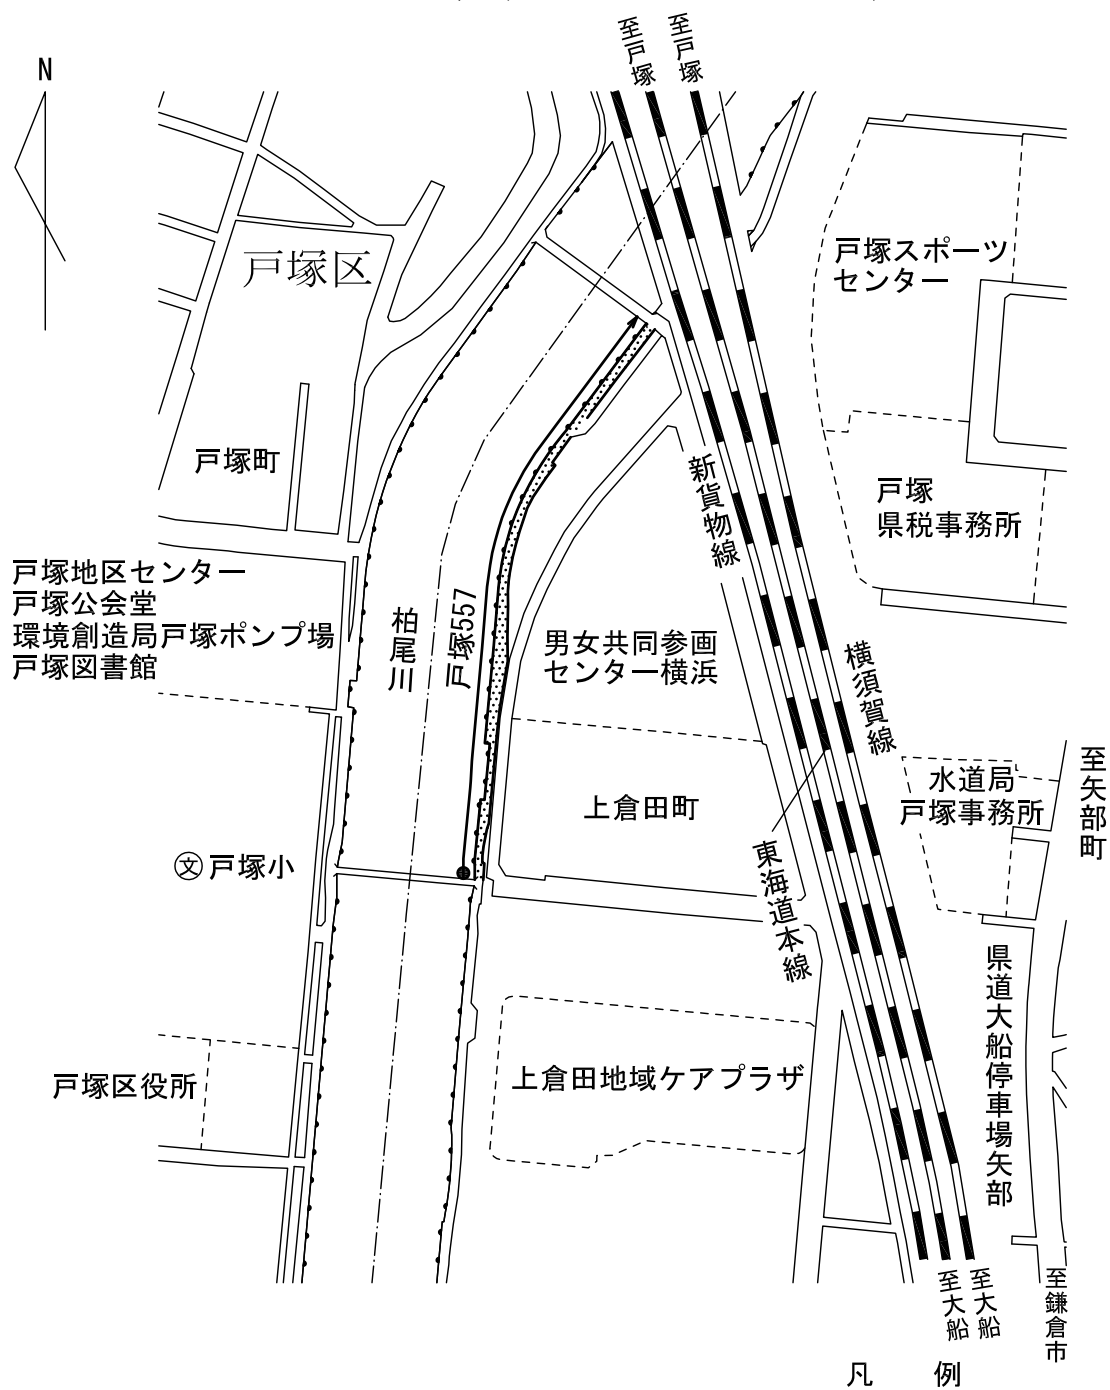 至戸塚
至戸塚
N
戸塚スポーツ
センター
戸塚区
戸塚町
新貨物線
戸塚
県税事務所
戸塚地区センター
戸塚公会堂
環境創造局戸塚ポンプ場
戸塚図書館
柏尾川
戸塚557
男女共同参画
センター横浜
横須賀線
水道局
戸塚事務所
至矢部町
上倉田町
文
戸塚小
東海道本線
県道大船停車場矢部
戸塚区役所
上倉田地域ケアプラザ
至大船
至大船
至鎌倉市
凡 例